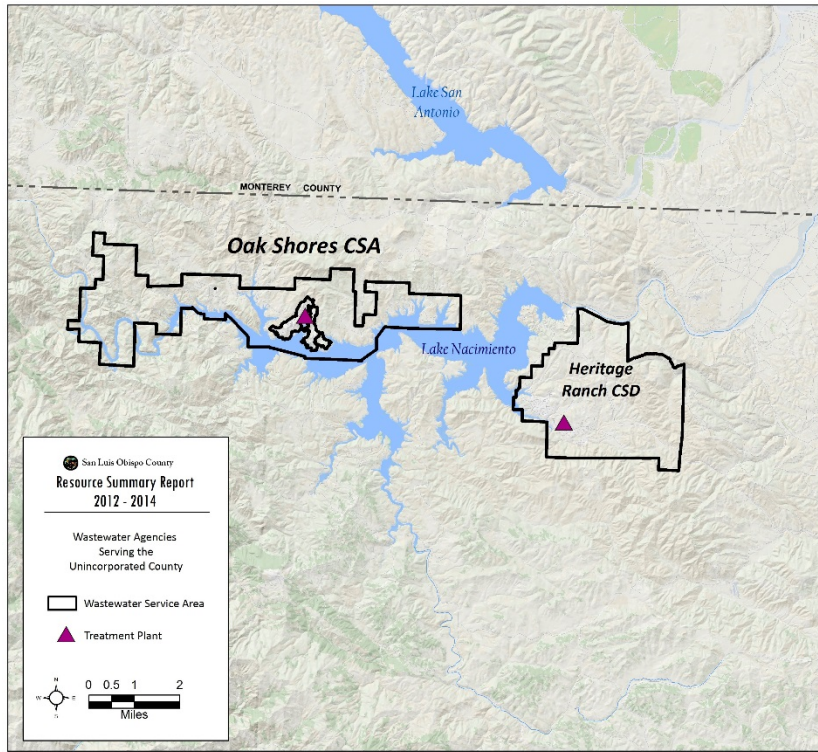 Lake San
Antonio
MONTEREY COUNTY
Oak Shores CSA
Lake Nacimiento
Heritage
Ranch CSD
San Luis Obispo County
Resource Summary Report
2012 - 2014
Wastewater Agencies
Serving the
Unincorporated County
Wastewater Service Area
Treatment Plant
N
W E
S
0 0.5 1 2
Miles